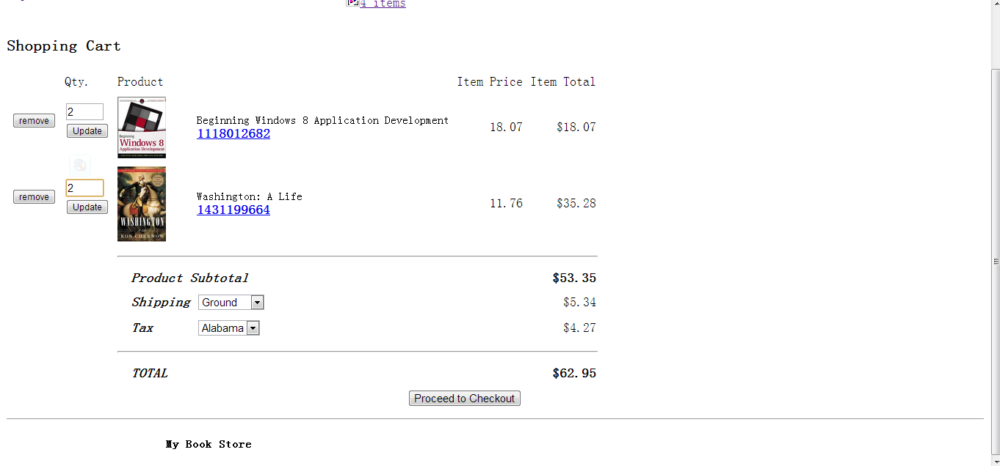 4 items
Shopping Cart
Qty. Product Item Price Item Total
remove 2 Update Beginning Windows 8 Application Development 1118012682 18.07 $18.07
Beginning
Windows 8
Application Development
remove 2 Update Washington: A Life 1431199664 11.76 $35.28
WASHINGTON
RON CHERNOW
Product Subtotal $53.35
Shipping Ground $5.34
Tax Alabama $4.27
TOTAL $62.95
Proceed to Checkout
My Book Store